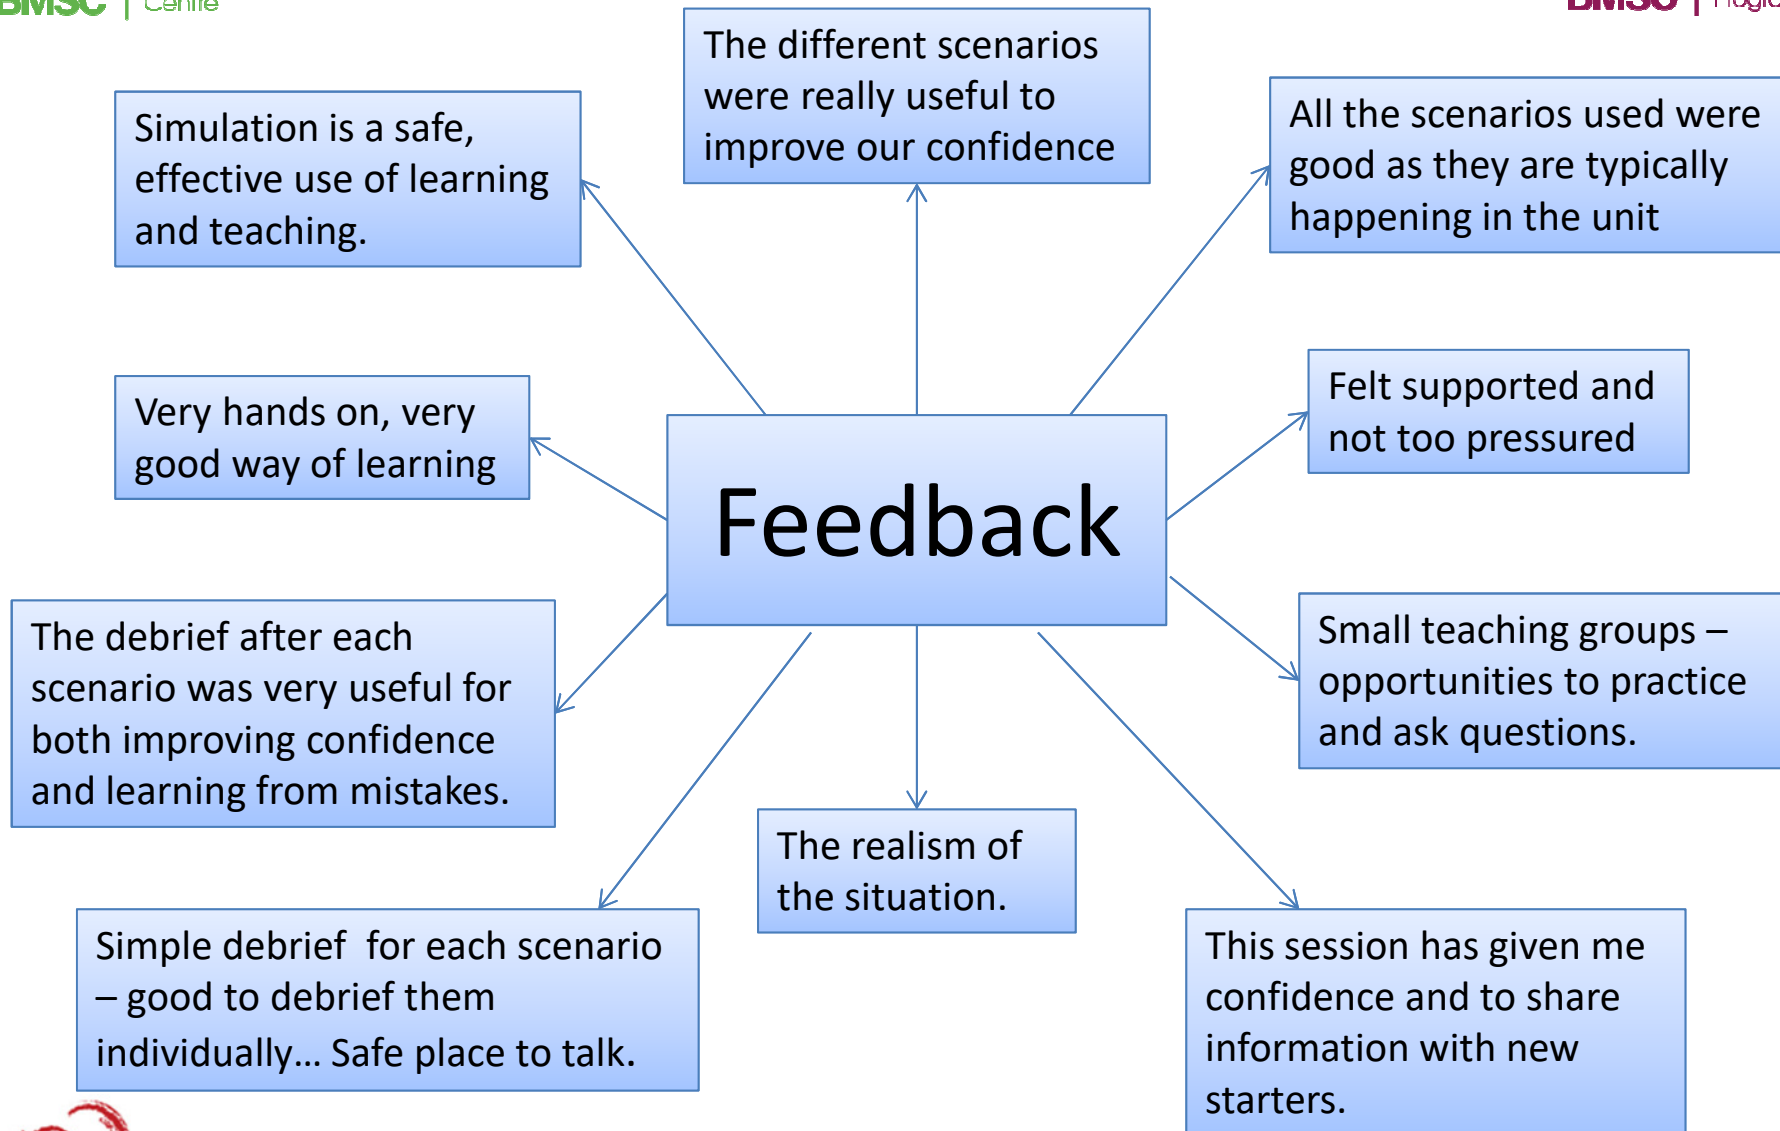 BMSC | Centre
The different scenarios
were really useful to
improve our confidence
Simulation is a safe,
effective use of learning
and teaching.
All the scenarios used were
good as they are typically
happening in the unit
Very hands on, very
good way of learning
Felt supported and
not too pressured
Feedback
The debrief after each
scenario was very useful for
both improving confidence
and learning from mistakes.
Small teaching groups –
opportunities to practice
and ask questions.
The realism of
the situation.
Simple debrief  for each scenario
– good to debrief them
individually... Safe place to talk.
This session has given me
confidence and to share
information with new
starters.